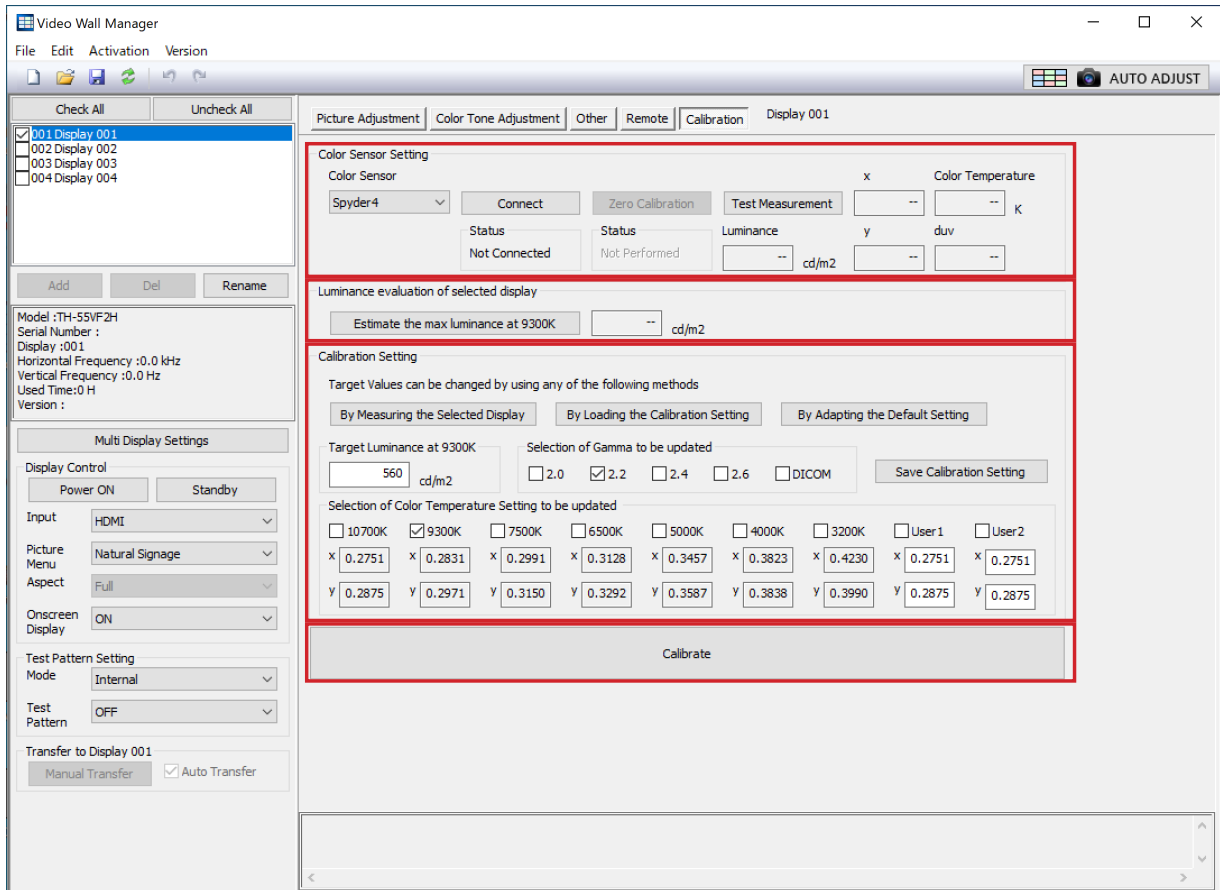 Video Wall Manager
File Edit Activation Version
AUTO ADJUST
Check All Uncheck All
001 Display 001
002 Display 002
003 Display 003
004 Display 004
Add Del Rename
Model :TH-55VF2H
Serial Number :
Display :001
Horizontal Frequency :0.0 kHz
Vertical Frequency :0.0 Hz
Used Time:0 H
Version :
Multi Display Settings
Display Control
Power ON Standby
Input HDMI
Picture Menu Natural Signage
Aspect Full
Onscreen Display ON
Test Pattern Setting
Mode Internal
Test Pattern OFF
Transfer to Display 001
Manual Transfer Auto Transfer
Picture Adjustment Color Tone Adjustment Other Remote Calibration Display 001
Color Sensor Setting
Color Sensor x Color Temperature
Spyder4 Connect Zero Calibration Test Measurement -- -- K
Status Status Luminance y duv
Not Connected Not Performed -- cd/m2 -- --
Luminance evaluation of selected display
Estimate the max luminance at 9300K -- cd/m2
Calibration Setting
Target Values can be changed by using any of the following methods
By Measuring the Selected Display By Loading the Calibration Setting By Adapting the Default Setting
Target Luminance at 9300K Selection of Gamma to be updated
560 cd/m2 2.0 2.2 2.4 2.6 DICOM Save Calibration Setting
Selection of Color Temperature Setting to be updated
10700K 9300K 7500K 6500K 5000K 4000K 3200K User1 User2
x 0.2751 x 0.2831 x 0.2991 x 0.3128 x 0.3457 x 0.3823 x 0.4230 x 0.2751 x 0.2751
y 0.2875 y 0.2971 y 0.3150 y 0.3292 y 0.3587 y 0.3838 y 0.3990 y 0.2875 y 0.2875
Calibrate